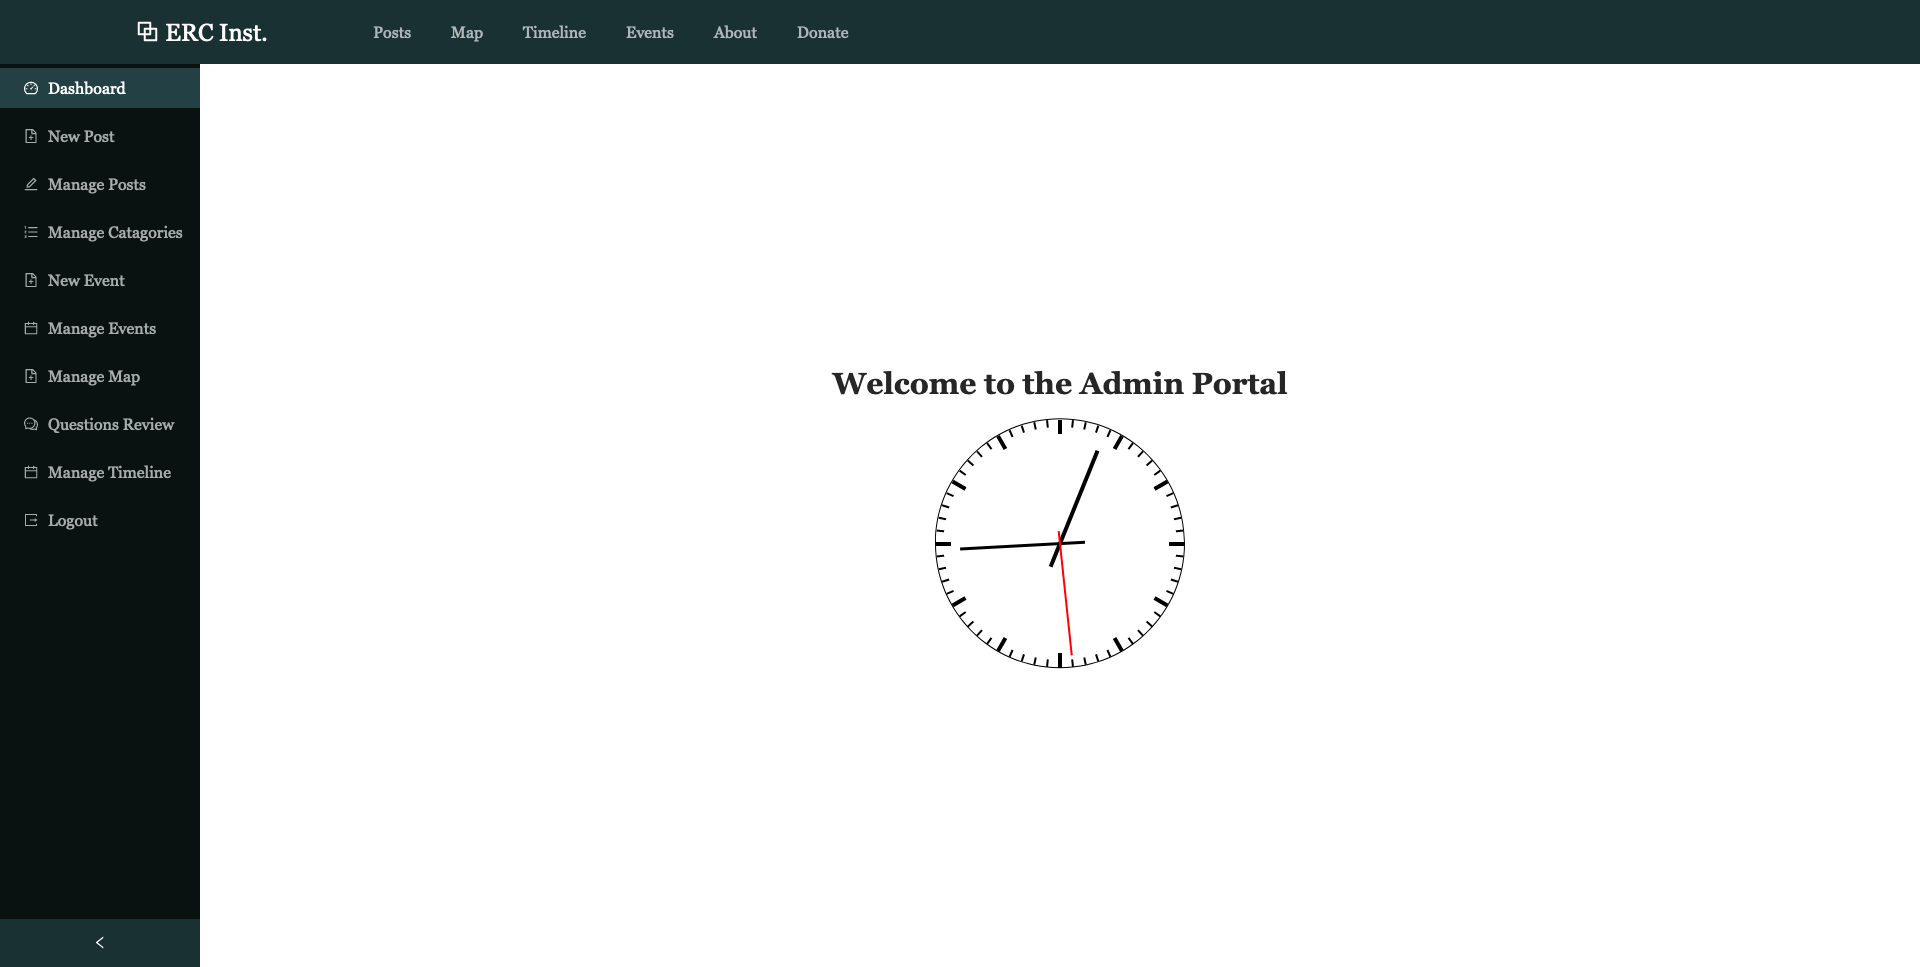 ERC Inst.
Posts
Map
Timeline
Events
About
Donate
Dashboard
New Post
Manage Posts
Manage Catagories
New Event
Manage Events
Manage Map
Questions Review
Manage Timeline
Logout
Welcome to the Admin Portal